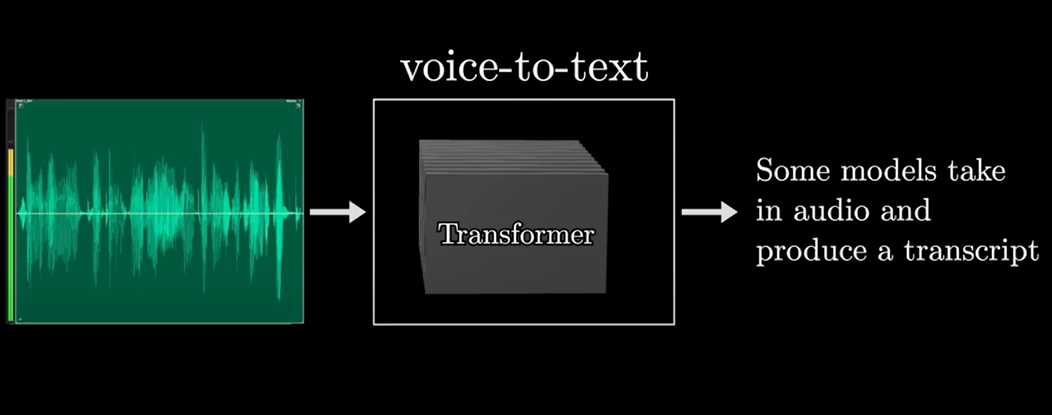 voice-to-text
Transformer
Some models take
in audio and
produce a transcript